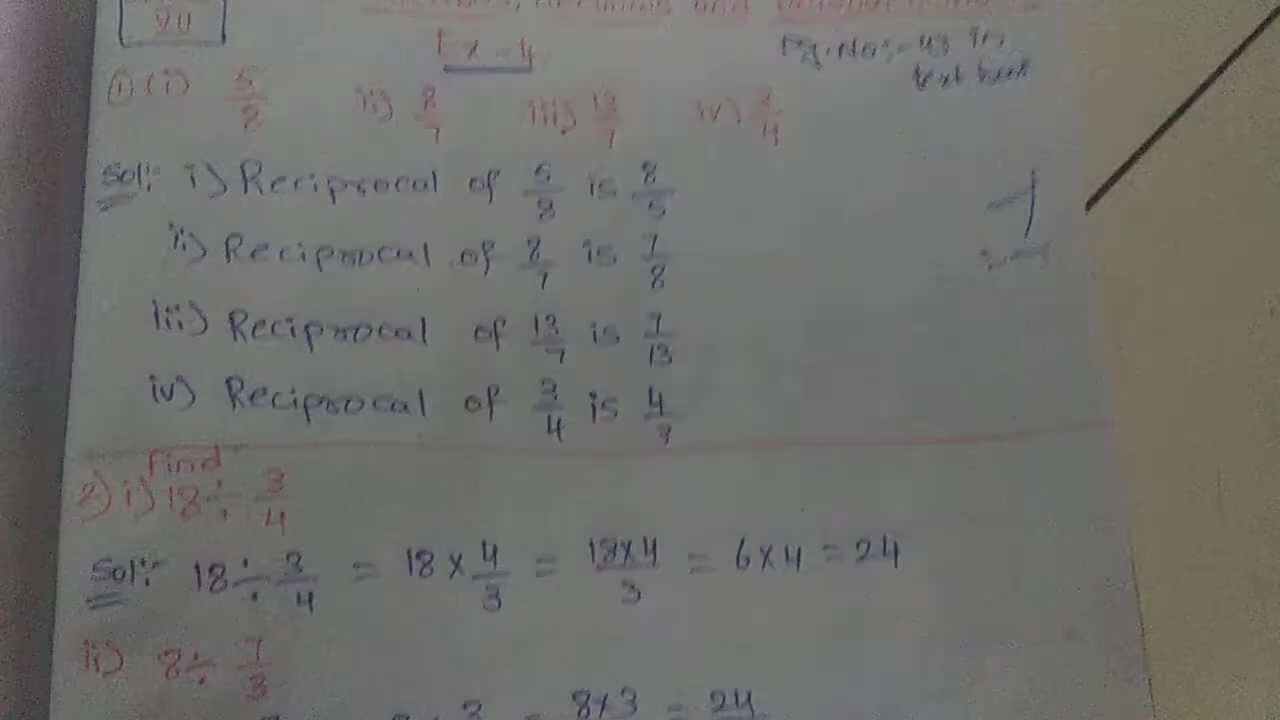 Ex-4
Pg.No:- 43 in
text book
① (i) 5/8 ii) 8/7 iii) 13/7 iv) 3/4
Sol:- i) Reciprocal of 5/8 is 8/5
ii) Reciprocal of 8/7 is 7/8
iii) Reciprocal of 13/7 is 7/13
iv) Reciprocal of 3/4 is 4/3
Find
2) i) 18 ÷ 3/4
Sol:- 18 ÷ 3/4 = 18 × 4/3 = 18×4/3 = 6 × 4 = 24
ii) 8 ÷ 7/3
8×3 = 24